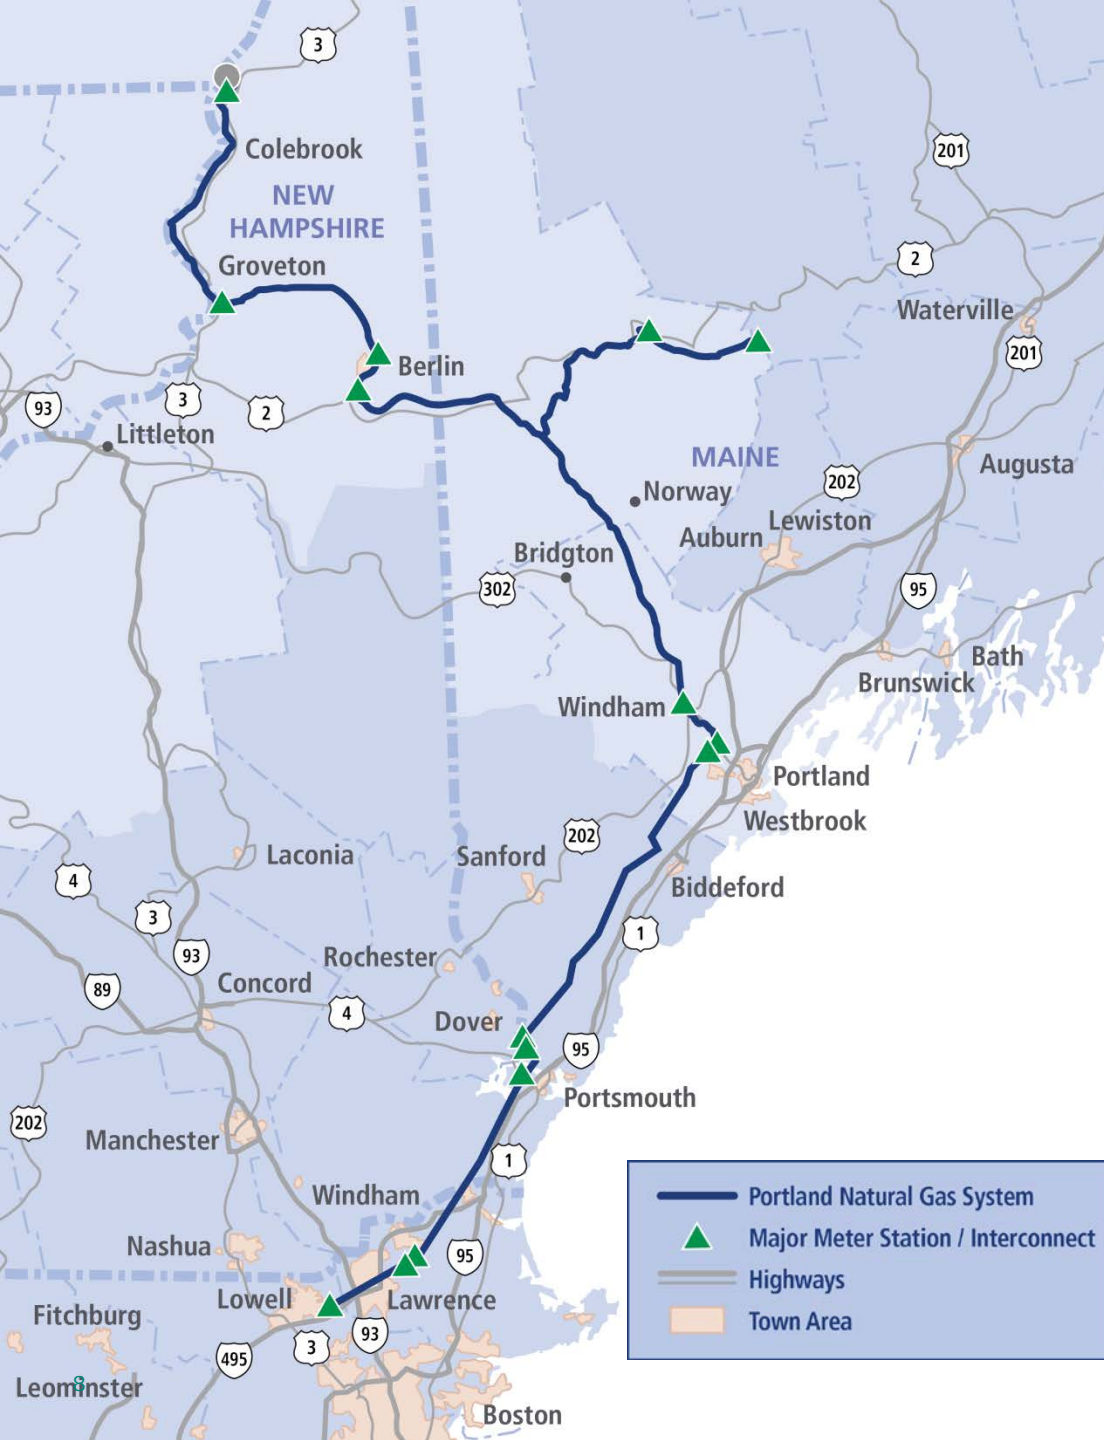 3
Colebrook
201
NEW
HAMPSHIRE
2
Groveton
Waterville
201
Berlin
93
3
2
Littleton
MAINE
Augusta
202
Norway
Lewiston
Auburn
Bridgton
302
95
Bath
Brunswick
Windham
Portland
Westbrook
202
Laconia
Sanford
4
Biddeford
3
1
93
Rochester
89
Concord
4
Dover
95
Portsmouth
202
Manchester
1
Windham
Nashua
95
Lowell
Lawrence
Fitchburg
93
3
495
Leominster
8
Boston
Portland Natural Gas System
Major Meter Station / Interconnect
Highways
Town Area